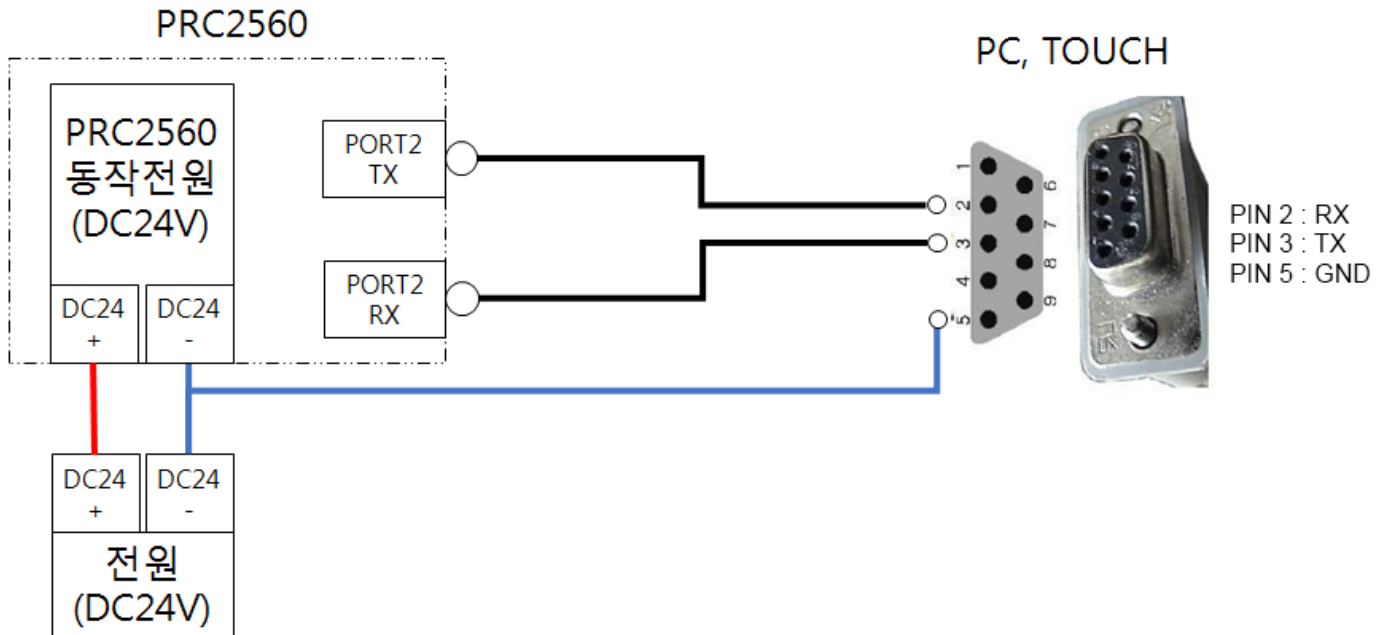 PRC2560
PC, TOUCH
PRC2560
동작전원
(DC24V)
DC24
+
DC24
-
PORT2
TX
PORT2
RX
1
2
3
4
5
6
7
8
9
PIN 2 : RX
PIN 3 : TX
PIN 5 : GND
DC24
+
DC24
-
전원
(DC24V)